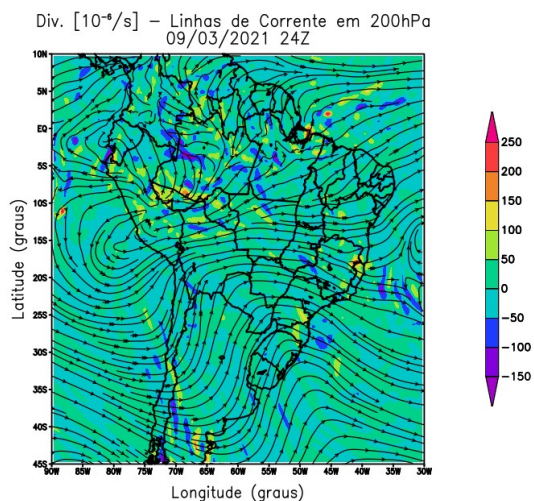 Div. [10⁻⁶/s] – Linhas de Corrente em 200hPa
09/03/2021 24Z
10N
5N
EQ
5S
10S
15S
20S
25S
30S
35S
40S
45S
Latitude (graus)
90W 85W 80W 75W 70W 65W 60W 55W 50W 45W 40W 35W 30W
Longitude (graus)
250
200
150
100
50
0
−50
−100
−150